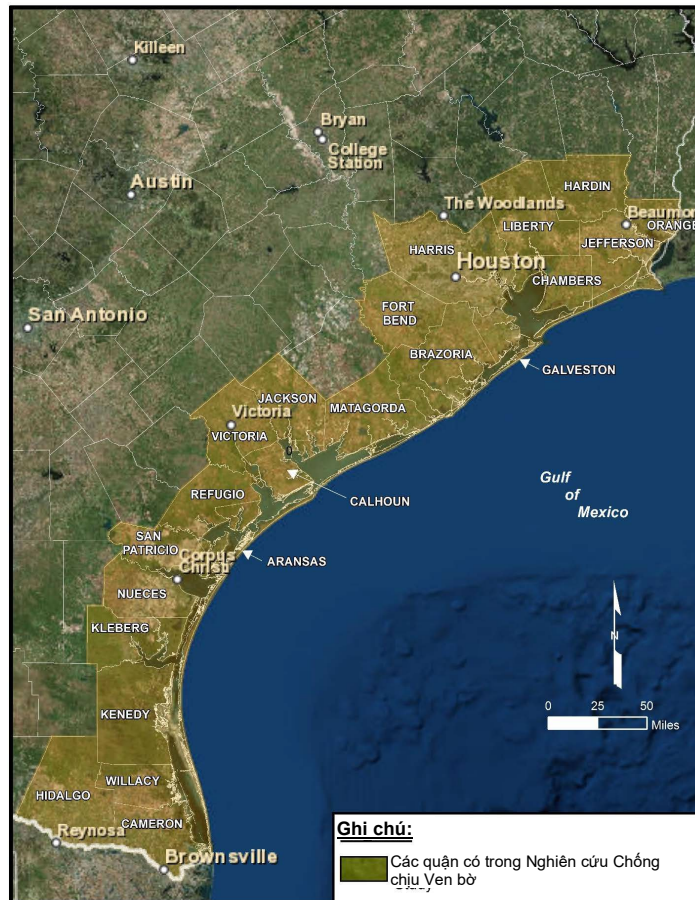 Killeen
Bryan
College
Station
Austin
HARDIN
The Woodlands
Beaumon
LIBERTY
ORANGE
HARRIS
JEFFERSON
Houston
CHAMBERS
San Antonio
FORT
BEND
BRAZORIA
GALVESTON
JACKSON
MATAGORDA
Victoria
VICTORIA
0
Gulf
of
Mexico
REFUGIO
CALHOUN
SAN
PATRICIO
Corpus
Christi
ARANSAS
NUECES
KLEBERG
N
KENEDY
0 25 50
Miles
WILLACY
HIDALGO
CAMERON
Reynosa
Brownsville
Ghi chú:
Các quận có trong Nghiên cứu Chống
chịu Ven bờ